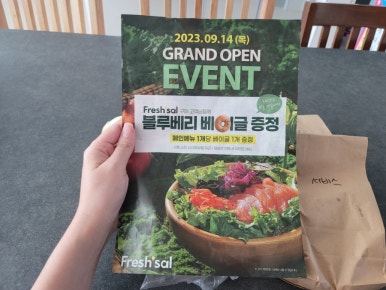 2023.09.14 (목)
GRAND OPEN
EVENT
Fresh'sal
블루베리 베이글 증정
메인메뉴 1개당 베이글 1개 증정
Fresh'sal
서비스